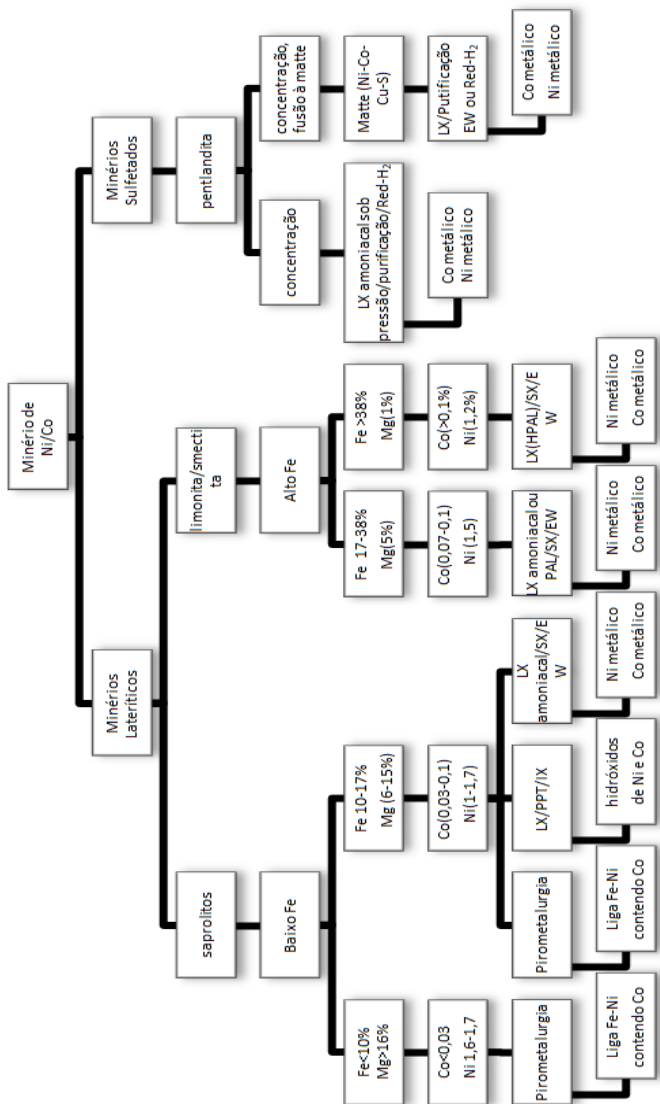 Minério de
Ni/Co
Minérios
Lateríticos
Minérios
Sulfetados
saprolitos
limonita/smecti
ta
pentlandita
Baixo Fe
Alto Fe
concentração
concentração,
fusão à matte
Fe<10%
Mg>16%
Fe 10-17%
Mg (6-15%)
Fe 17-38%
Mg(5%)
Fe >38%
Mg(1%)
LX amoniacal sob
pressão/purificação/Red-H₂
Matte (Ni-Co-
Cu-S)
Co<0,03
Ni 1,6-1,7
Co(0,03-0,1)
Ni(1-1,7)
Co(0,07-0,1)
Ni (1,5)
Co(>0,1%)
Ni(1,2%)
Co metálico
Ni metálico
LX/Putificação
EW ou Red-H₂
Pirometalurgia
Pirometalurgia
LX/PPT/IX
LX
amoniacal/SX/E
W
LX amoniacal ou
PAL/SX/EW
LX(HPAL)/SX/E
W
Co metálico
Ni metálico
Liga Fe-Ni
contendo Co
Liga Fe-Ni
contendo Co
hidróxidos
de Ni e Co
Ni metálico
Co metálico
Ni metálico
Co metálico
Ni metálico
Co metálico